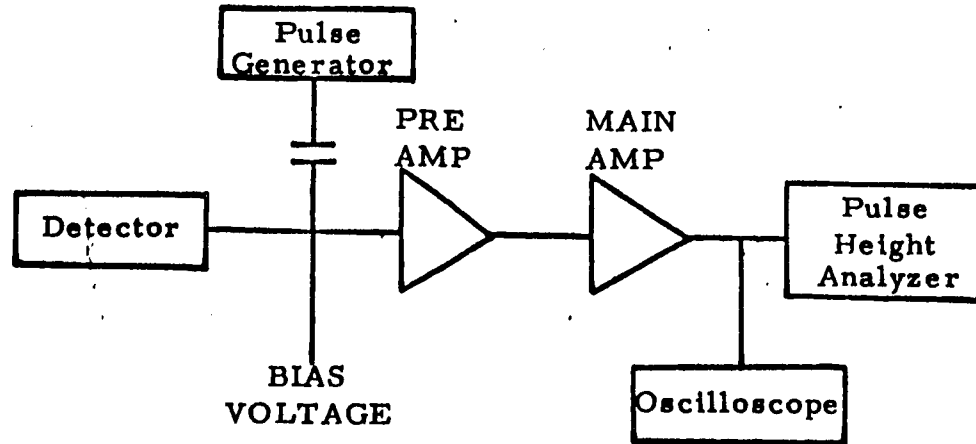 Pulse
Generator
PRE
AMP
MAIN
AMP
Detector
Pulse
Height
Analyzer
BIAS
VOLTAGE
Oscilloscope